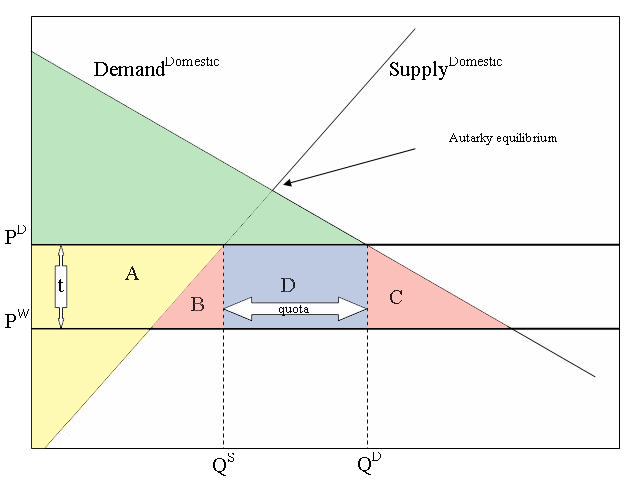 Demand^Domestic
Supply^Domestic
Autarky equilibrium
P^D
A
t
D
B
C
quota
P^W
Q^S
Q^D